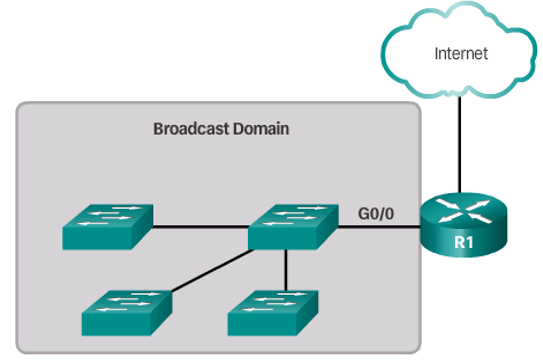 Internet
Broadcast Domain
G0/0
R1